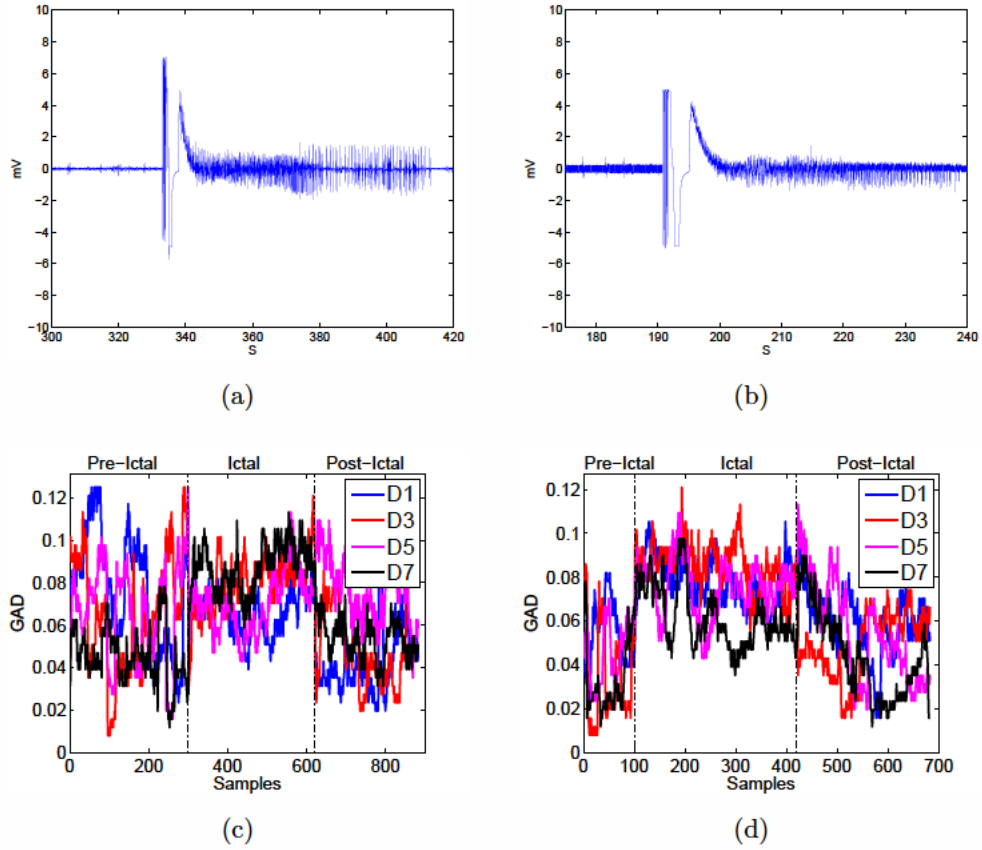 10
8
6
4
2
0
−2
−4
−6
−8
−10
mV
300 320 340 360 380 400 420
S
(a)
10
8
6
4
2
0
−2
−4
−6
−8
−10
mV
180 190 200 210 220 230 240
S
(b)
Pre−Ictal Ictal Post−Ictal
0.12
0.1
0.08
0.06
0.04
0.02
0
GAD
D1
D3
D5
D7
0 200 400 600 800
Samples
(c)
Pre−Ictal Ictal Post−Ictal
0.12
0.1
0.08
0.06
0.04
0.02
0
GAD
D1
D3
D5
D7
0 100 200 300 400 500 600 700
Samples
(d)